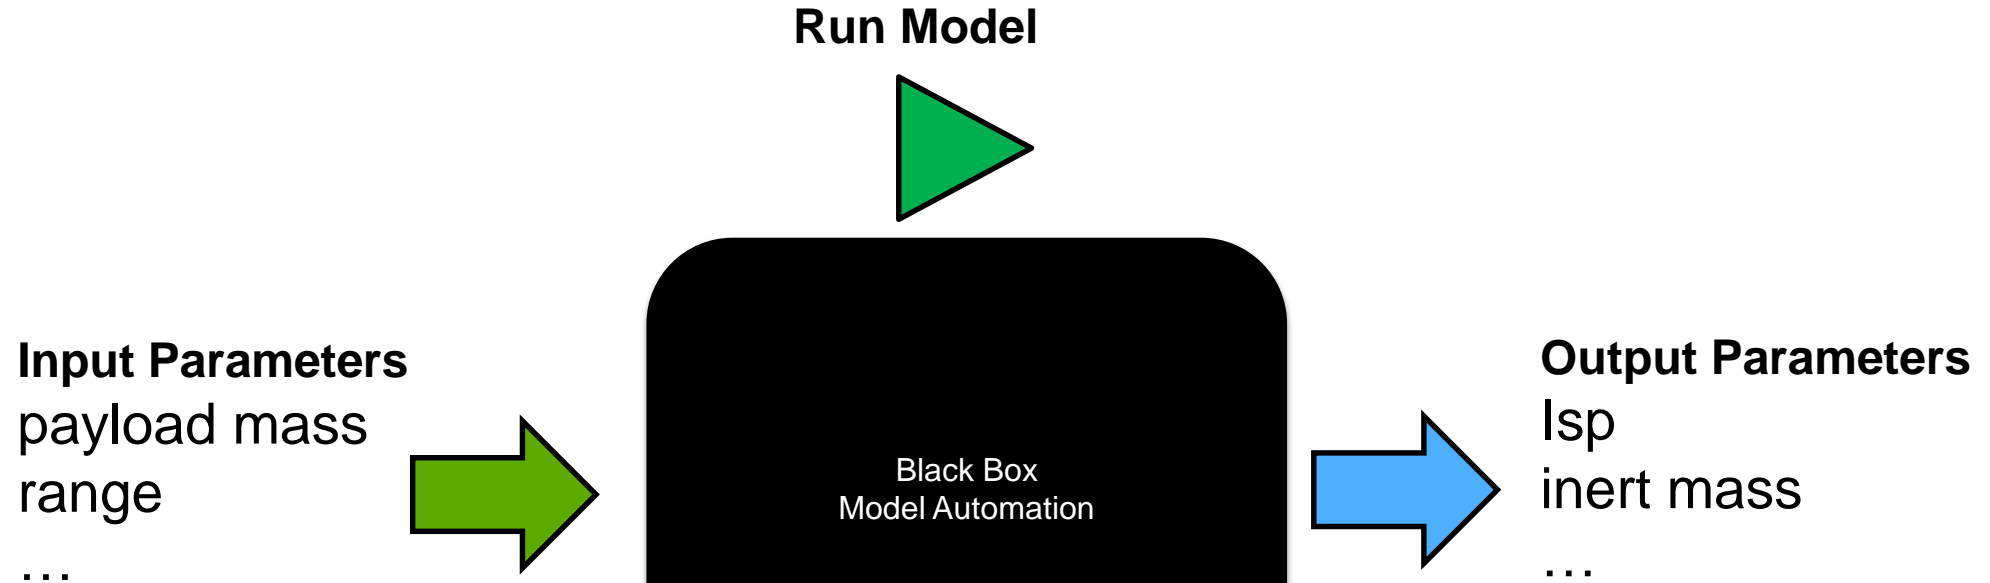 Run Model
Input Parameters
payload mass
range
…
Black Box
Model Automation
Output Parameters
Isp
inert mass
…